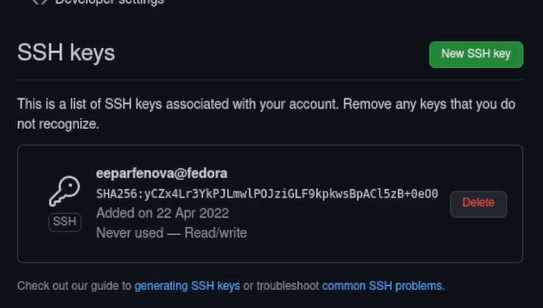 Developer settings
SSH keys
New SSH key
This is a list of SSH keys associated with your account. Remove any keys that you do
not recognize.
eeparfenova@fedora
SHA256:yCZx4Lr3YkPJLmwlPOJziGLF9kpkwsBpACl5zB+0eO0
SSH
Added on 22 Apr 2022
Never used — Read/write
Delete
Check out our guide to generating SSH keys or troubleshoot common SSH problems.